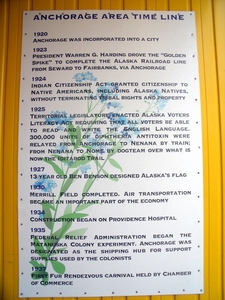 ANCHORAGE AREA TIME LINE
1920
ANCHORAGE WAS INCORPORATED INTO A CITY
1923
PRESIDENT WARREN G. HARDING DROVE THE "GOLDEN
SPIKE" TO COMPLETE THE ALASKA RAILROAD LINE
FROM SEWARD TO FAIRBANKS, VIA ANCHORAGE
1924
INDIAN CITIZENSHIP ACT GRANTED CITIZENSHIP TO
NATIVE AMERICANS, INCLUDING ALASKA NATIVES,
WITHOUT TERMINATING TRIBAL RIGHTS AND PROPERTY
1925
TERRITORIAL LEGISLATORS ENACTED ALASKA VOTERS
LITERACY ACT REQUIRING THAT ALL VOTERS BE ABLE
TO READ AND WRITE THE ENGLISH LANGUAGE.
300,000 UNITS OF DIPHTHERIA ANTITOXIN WERE
RELAYED FROM ANCHORAGE TO NENANA BY TRAIN;
FROM NENANA TO NOME BY DOGTEAM OVER WHAT IS
NOW THE IDITAROD TRAIL
1927
13-YEAR OLD BEN BENSON DESIGNED ALASKA'S FLAG
1930
MERRILL FIELD COMPLETED. AIR TRANSPORTATION
BECAME AN IMPORTANT PART OF THE ECONOMY
1934
CONSTRUCTION BEGAN ON PROVIDENCE HOSPITAL
1935
FEDERAL RELIEF ADMINISTRATION BEGAN THE
MATANUSKA COLONY EXPERIMENT. ANCHORAGE WAS
DESIGNATED AS THE SHIPPING HUB FOR SUPPORT
SUPPLIES USED BY THE COLONISTS
1937
FIRST FUR RENDEZVOUS CARNIVAL HELD BY CHAMBER
OF COMMERCE